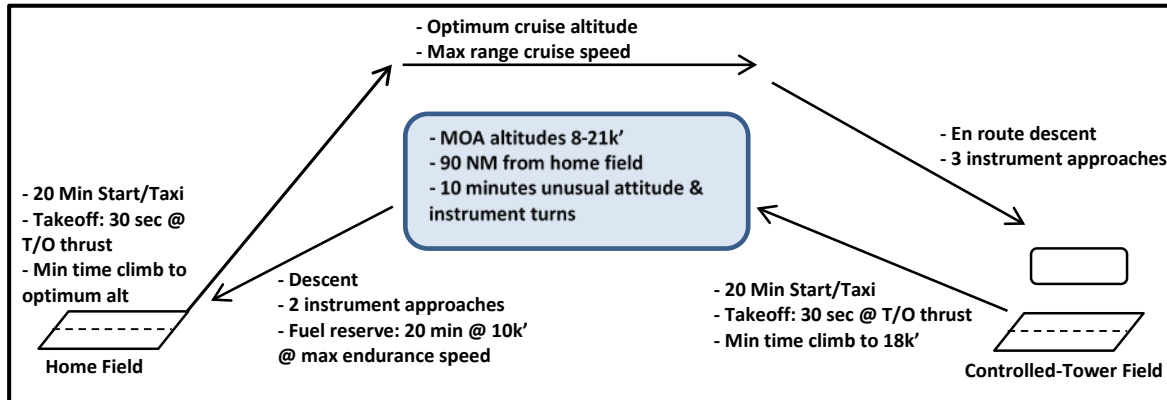 - Optimum cruise altitude
- Max range cruise speed
- MOA altitudes 8-21k'
- 90 NM from home field
- 10 minutes unusual attitude &
instrument turns
- En route descent
- 3 instrument approaches
- 20 Min Start/Taxi
- Takeoff: 30 sec @
T/O thrust
- Min time climb to
optimum alt
Home Field
- Descent
- 2 instrument approaches
- Fuel reserve: 20 min @ 10k'
@ max endurance speed
- 20 Min Start/Taxi
- Takeoff: 30 sec @ T/O thrust
- Min time climb to 18k'
Controlled-Tower Field